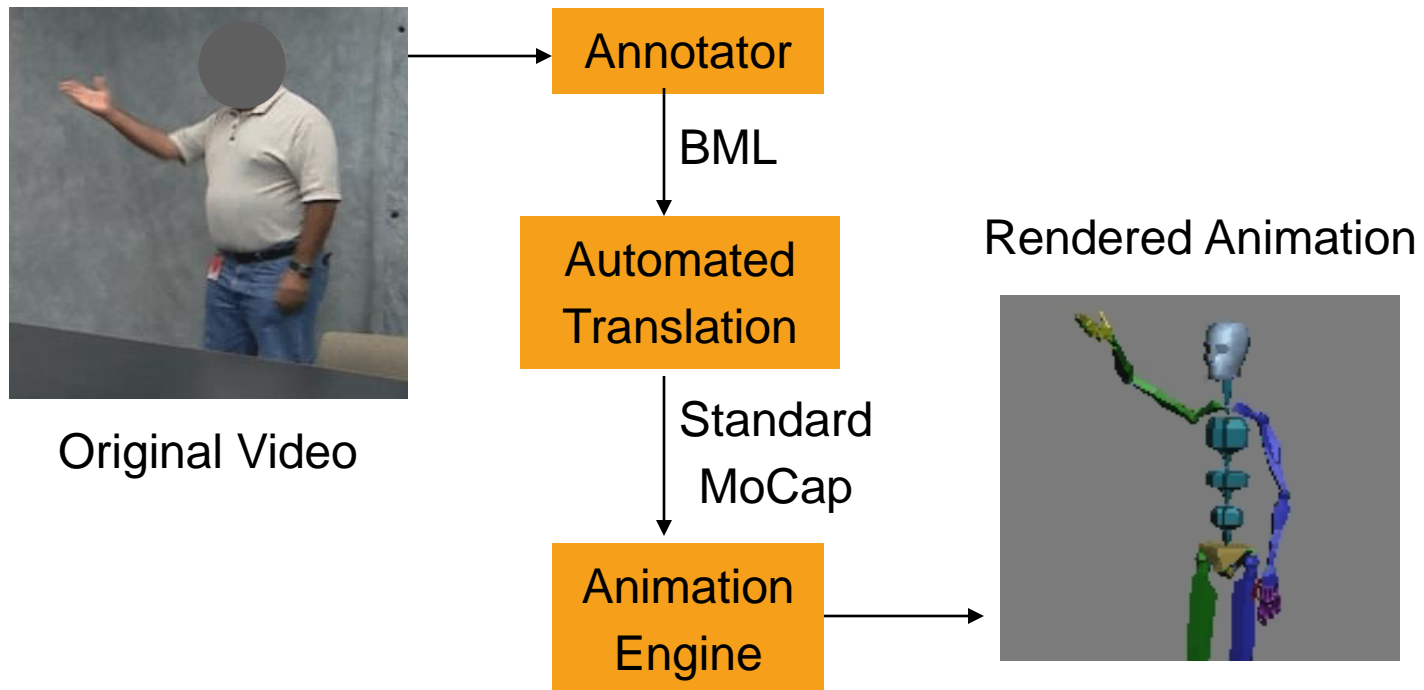 Annotator
BML
Automated
Translation
Rendered Animation
Original Video
Standard
MoCap
Animation
Engine